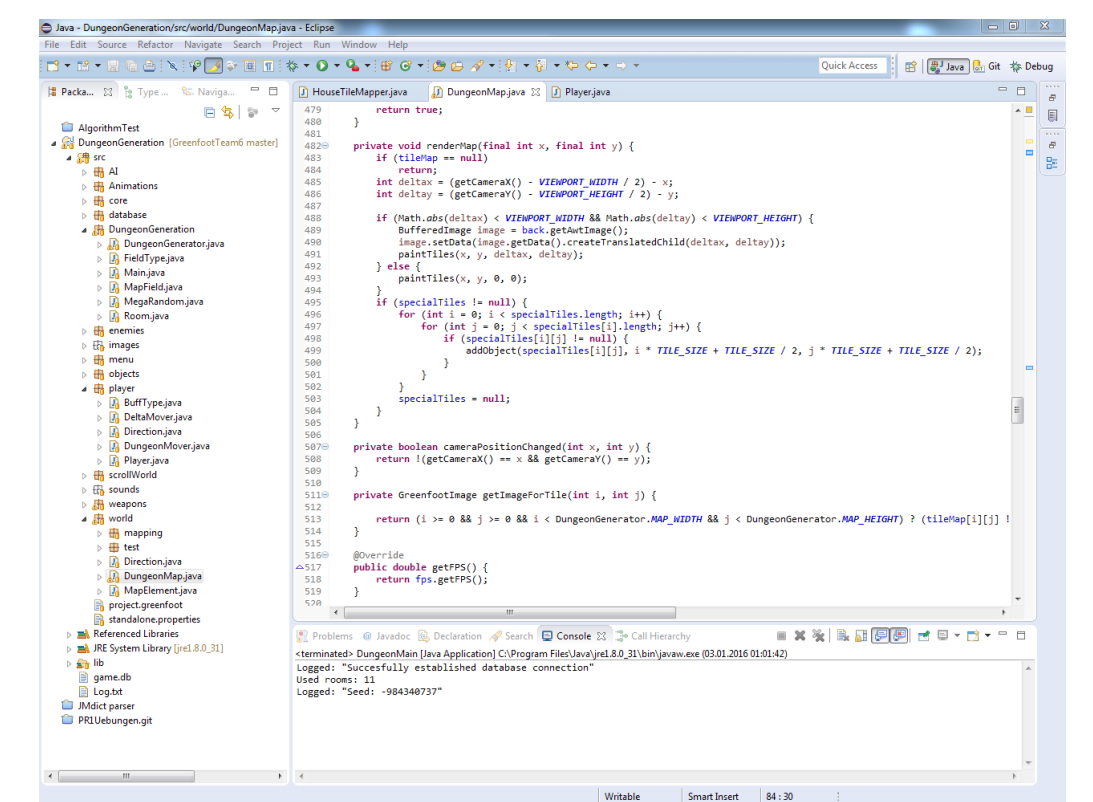 Java - DungeonGeneration/src/world/DungeonMap.java - Eclipse
File Edit Source Refactor Navigate Search Project Run Window Help
Quick Access Java Git Debug
Packa... Type ... Naviga...
AlgorithmTest
DungeonGeneration [GreenfootTeam6 master]
src
AI
Animations
core
database
DungeonGeneration
DungeonGenerator.java
FieldType.java
Main.java
MapField.java
MegaRandom.java
Room.java
enemies
images
menu
objects
player
BuffType.java
DeltaMover.java
Direction.java
DungeonMover.java
Player.java
scrollWorld
sounds
weapons
world
mapping
test
Direction.java
DungeonMap.java
MapElement.java
project.greenfoot
standalone.properties
Referenced Libraries
JRE System Library [jre1.8.0_31]
lib
game.db
Log.txt
JMdict parser
PR1Uebungen.git
HouseTileMapper.java DungeonMap.java Player.java
479 return true;
480 }
481
482 private void renderMap(final int x, final int y) {
483 if (tileMap == null)
484 return;
485 int deltax = (getCameraX() - VIEWPORT_WIDTH / 2) - x;
486 int deltay = (getCameraY() - VIEWPORT_HEIGHT / 2) - y;
487
488 if (Math.abs(deltax) < VIEWPORT_WIDTH && Math.abs(deltay) < VIEWPORT_HEIGHT) {
489 BufferedImage image = back.getAwtImage();
490 image.setData(image.getData().createTranslatedChild(deltax, deltay));
491 paintTiles(x, y, deltax, deltay);
492 } else {
493 paintTiles(x, y, 0, 0);
494 }
495 if (specialTiles != null) {
496 for (int i = 0; i < specialTiles.length; i++) {
497 for (int j = 0; j < specialTiles[i].length; j++) {
498 if (specialTiles[i][j] != null) {
499 addObject(specialTiles[i][j], i * TILE_SIZE + TILE_SIZE / 2, j * TILE_SIZE + TILE_SIZE / 2);
500 }
501 }
502 }
503 specialTiles = null;
504 }
505 }
506
507 private boolean cameraPositionChanged(int x, int y) {
508 return !(getCameraX() == x && getCameraY() == y);
509 }
510
511 private GreenfootImage getImageForTile(int i, int j) {
512
513 return (i >= 0 && j >= 0 && i < DungeonGenerator.MAP_WIDTH && j < DungeonGenerator.MAP_HEIGHT) ? (tileMap[i][j] !
514 }
515
516 @Override
517 public double getFPS() {
518 return fps.getFPS();
519 }
520
Problems Javadoc Declaration Search Console Call Hierarchy
<terminated> DungeonMain [Java Application] C:\Program Files\Java\jre1.8.0_31\bin\javaw.exe (03.01.2016 01:01:42)
Logged: "Succesfully established database connection"
Used rooms: 11
Logged: "Seed: -984340737"
Writable Smart Insert 84 : 30